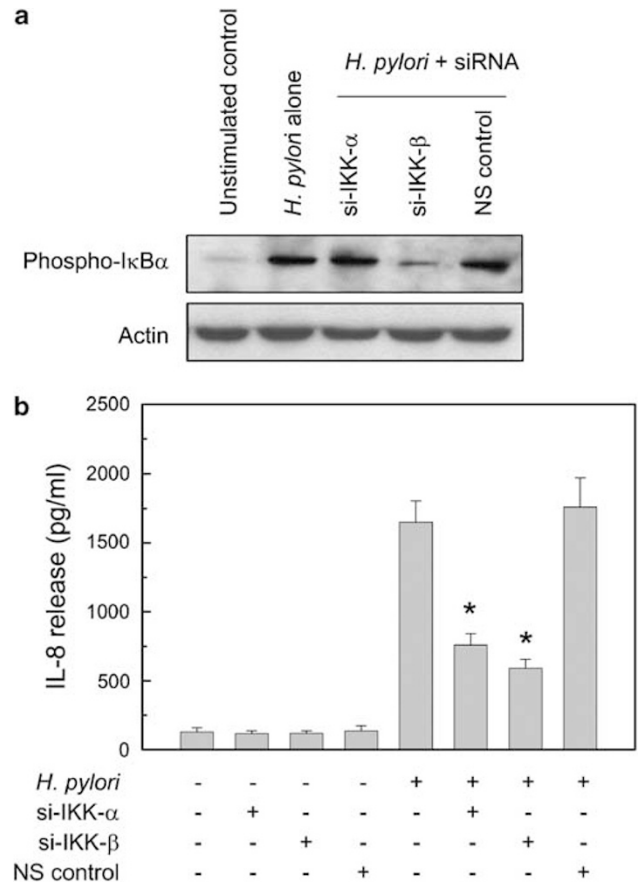 a
Unstimulated control
H. pylori alone
H. pylori + siRNA
si-IKK-α
si-IKK-β
NS control
Phospho-IκBα
Actin
b
IL-8 release (pg/ml)
2500
2000
1500
1000
500
0
* *
H. pylori - - - - + + + +
si-IKK-α - + - - - + - -
si-IKK-β - - + - - - + -
NS control - - - + - - - +